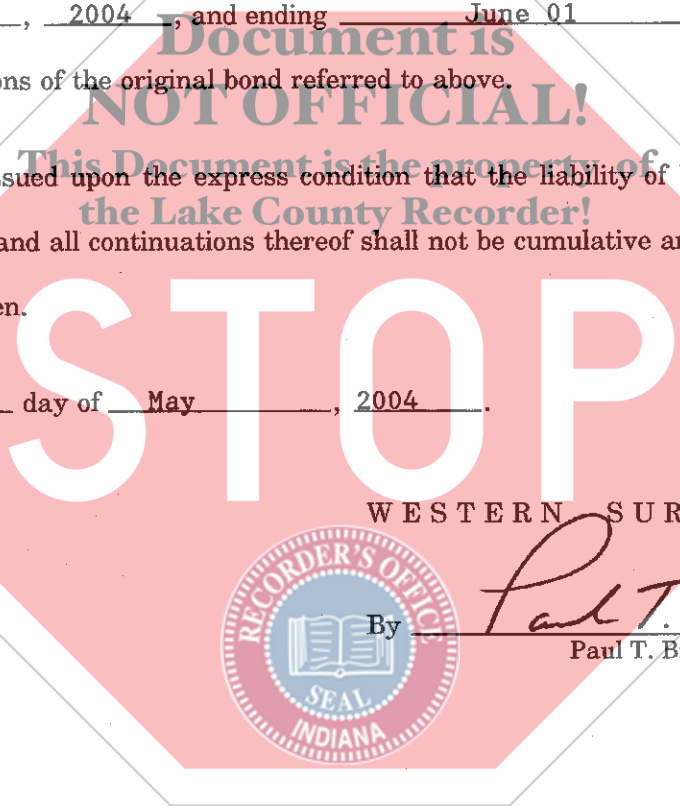 , 2004, and ending June 01
Document is
ons of the original bond referred to above.
NOT OFFICIAL!
This Document is the property of
ssued upon the express condition that the liability of
the Lake County Recorder!
and all continuations thereof shall not be cumulative
en.
STOP
day of May, 2004.
WESTERN SUR
RECORDER'S OFFICE
SEAL
INDIANA
By Paul T.
Paul T. B